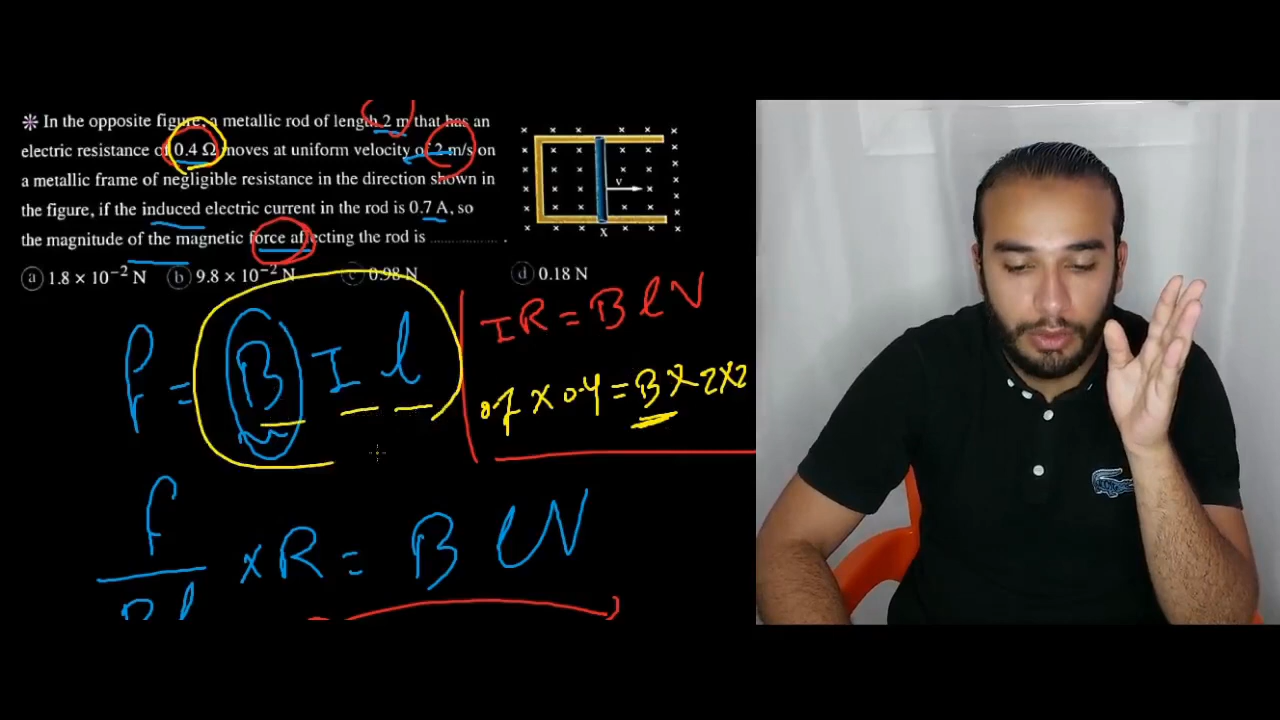 ✳ In the opposite figure, a metallic rod of length 2 m that has an
electric resistance of 0.4 Ω moves at uniform velocity of 2 m/s on
a metallic frame of negligible resistance in the direction shown in
the figure, if the induced electric current in the rod is 0.7 A, so
the magnitude of the magnetic force affecting the rod is ................ .
ⓐ 1.8 × 10⁻² N ⓑ 9.8 × 10⁻² N ⓒ 0.98 N ⓓ 0.18 N
v
x
F = B I l
IR = B l V
0.7 × 0.4 = B × 2 × 2
F
× R = B l V